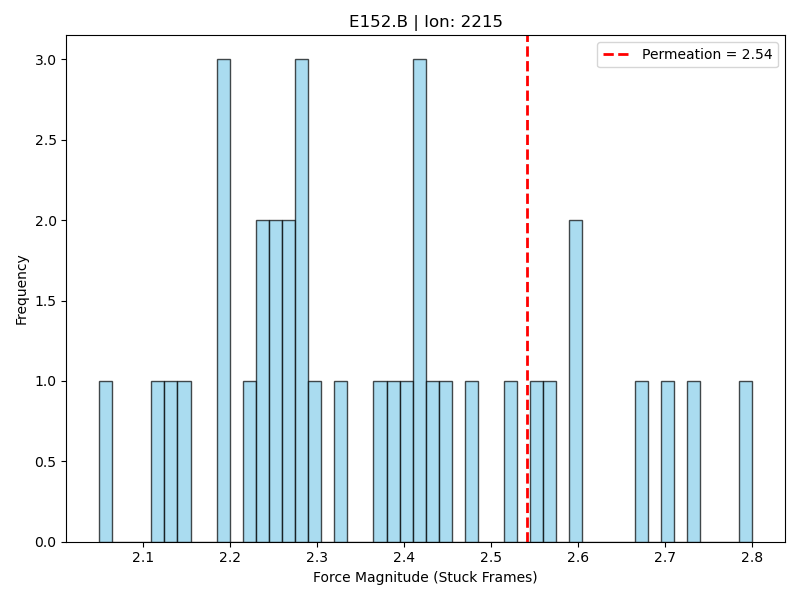 E152.B | Ion: 2215
Permeation = 2.54
3.0
2.5
2.0
1.5
1.0
0.5
0.0
Frequency
2.1 2.2 2.3 2.4 2.5 2.6 2.7 2.8
Force Magnitude (Stuck Frames)